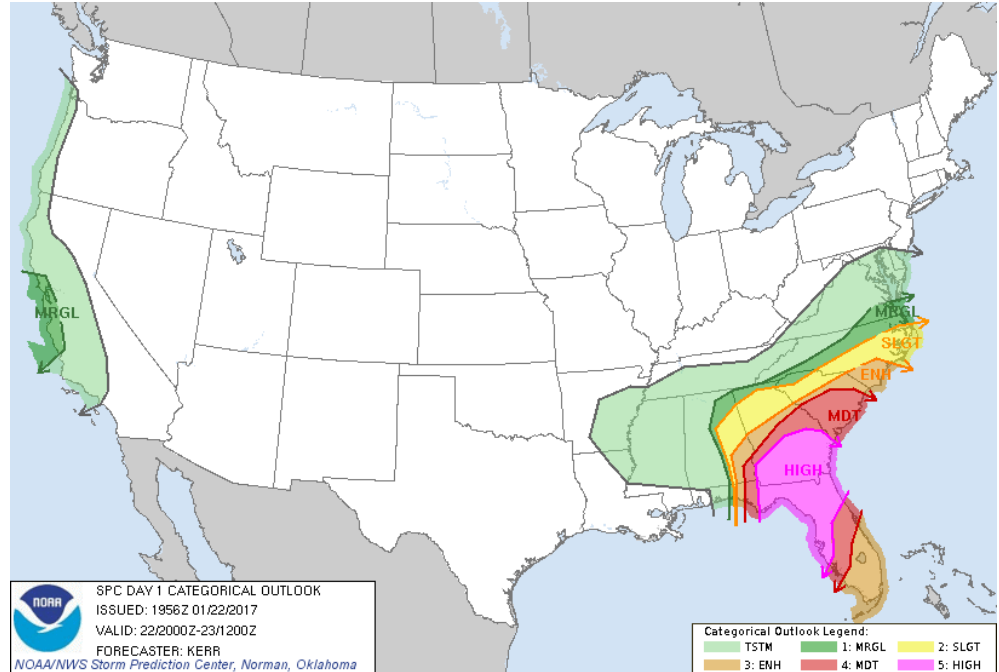 MRGL
MRGL
SLGT
ENH
MDT
HIGH
NOAA
SPC DAY 1 CATEGORICAL OUTLOOK
ISSUED: 1956Z 01/22/2017
VALID: 22/2000Z-23/1200Z
FORECASTER: KERR
NOAA/NWS Storm Prediction Center, Norman, Oklahoma
Categorical Outlook Legend:
TSTM 1: MRGL 2: SLGT
3: ENH 4: MDT 5: HIGH